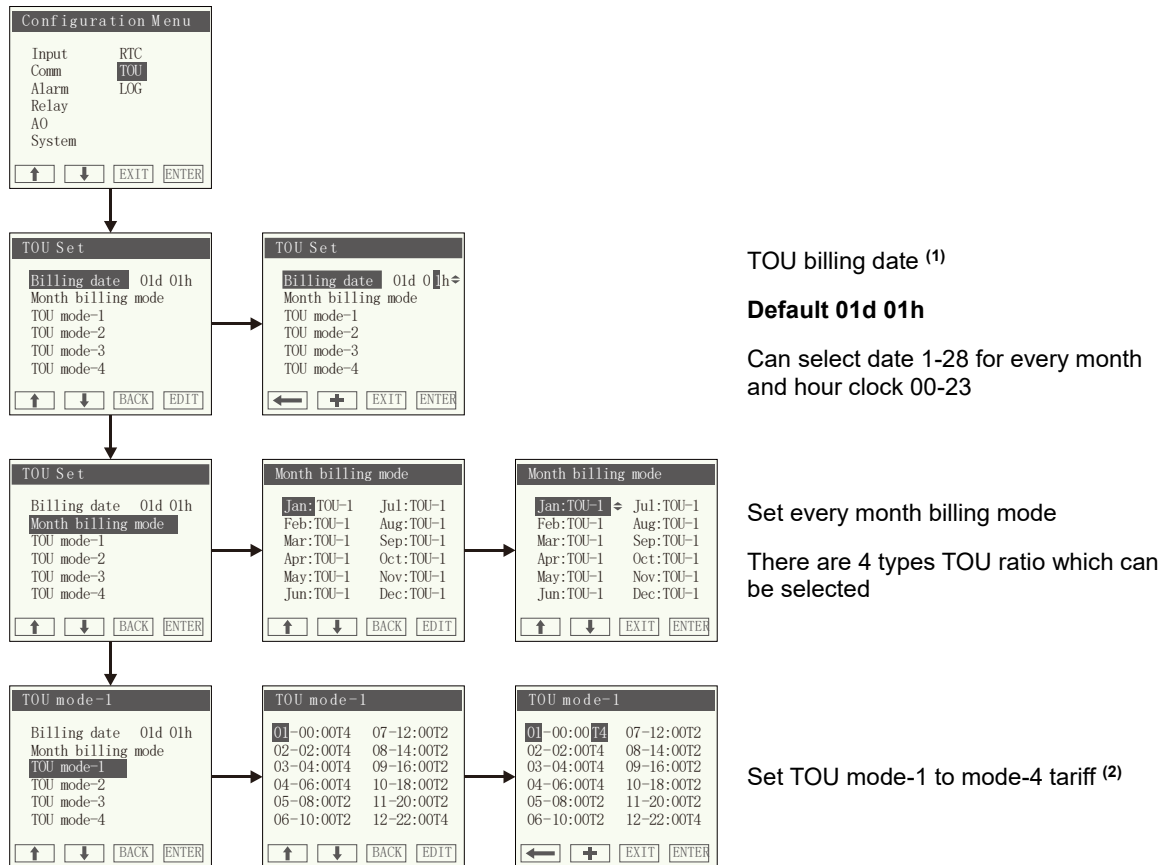 Configuration Menu
Input RTC
Comm TOU
Alarm LOG
Relay
AO
System
EXIT ENTER
TOU Set
Billing date 01d 01h
Month billing mode
TOU mode-1
TOU mode-2
TOU mode-3
TOU mode-4
BACK EDIT
TOU Set
Billing date 01d 01h
Month billing mode
TOU mode-1
TOU mode-2
TOU mode-3
TOU mode-4
EXIT ENTER
TOU billing date (1)
Default 01d 01h
Can select date 1-28 for every month
and hour clock 00-23
TOU Set
Billing date 01d 01h
Month billing mode
TOU mode-1
TOU mode-2
TOU mode-3
TOU mode-4
BACK ENTER
Month billing mode
Jan:TOU-1 Jul:TOU-1
Feb:TOU-1 Aug:TOU-1
Mar:TOU-1 Sep:TOU-1
Apr:TOU-1 Oct:TOU-1
May:TOU-1 Nov:TOU-1
Jun:TOU-1 Dec:TOU-1
BACK EDIT
Month billing mode
Jan:TOU-1 Jul:TOU-1
Feb:TOU-1 Aug:TOU-1
Mar:TOU-1 Sep:TOU-1
Apr:TOU-1 Oct:TOU-1
May:TOU-1 Nov:TOU-1
Jun:TOU-1 Dec:TOU-1
EXIT ENTER
Set every month billing mode
There are 4 types TOU ratio which can
be selected
TOU mode-1
Billing date 01d 01h
Month billing mode
TOU mode-1
TOU mode-2
TOU mode-3
TOU mode-4
BACK ENTER
TOU mode-1
01-00:00T4 07-12:00T2
02-02:00T4 08-14:00T2
03-04:00T4 09-16:00T2
04-06:00T4 10-18:00T2
05-08:00T2 11-20:00T2
06-10:00T2 12-22:00T4
BACK EDIT
TOU mode-1
01-00:00T4 07-12:00T2
02-02:00T4 08-14:00T2
03-04:00T4 09-16:00T2
04-06:00T4 10-18:00T2
05-08:00T2 11-20:00T2
06-10:00T2 12-22:00T4
EXIT ENTER
Set TOU mode-1 to mode-4 tariff (2)